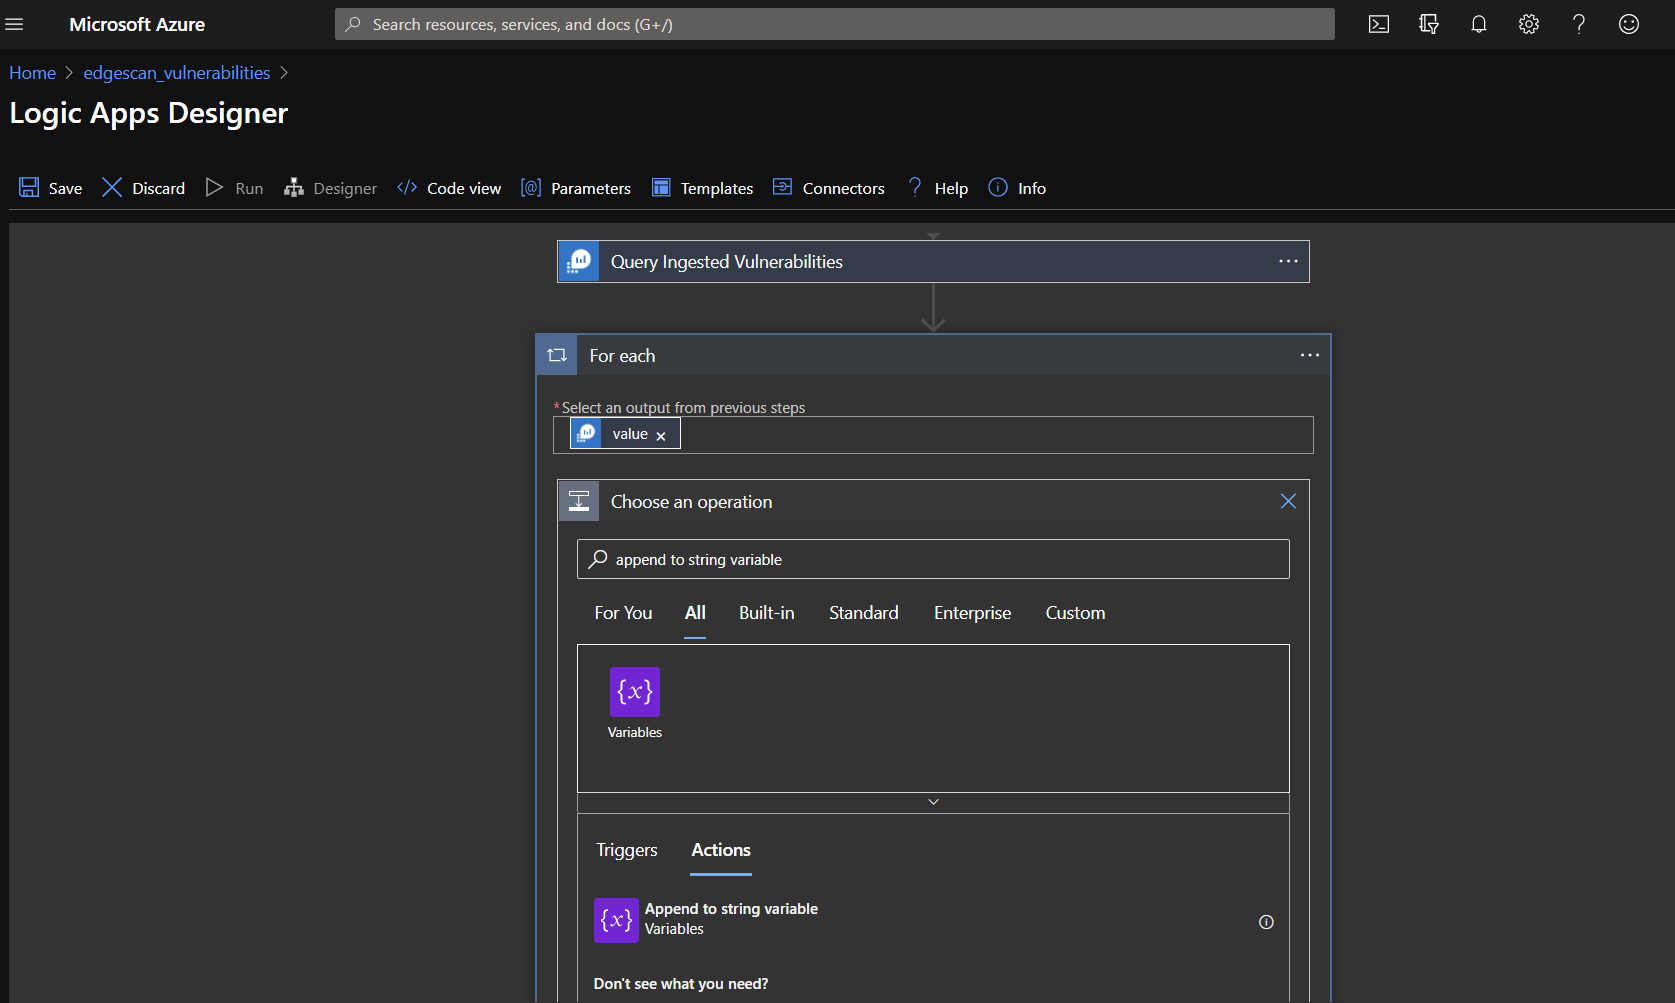 Microsoft Azure
Search resources, services, and docs (G+/)
Home > edgescan_vulnerabilities >
Logic Apps Designer
Save Discard Run Designer </> Code view [@] Parameters Templates Connectors ? Help Info
Query Ingested Vulnerabilities
For each
*Select an output from previous steps
value ×
Choose an operation
append to string variable
For You All Built-in Standard Enterprise Custom
{x}
Variables
Triggers Actions
{x} Append to string variable
Variables
Don't see what you need?